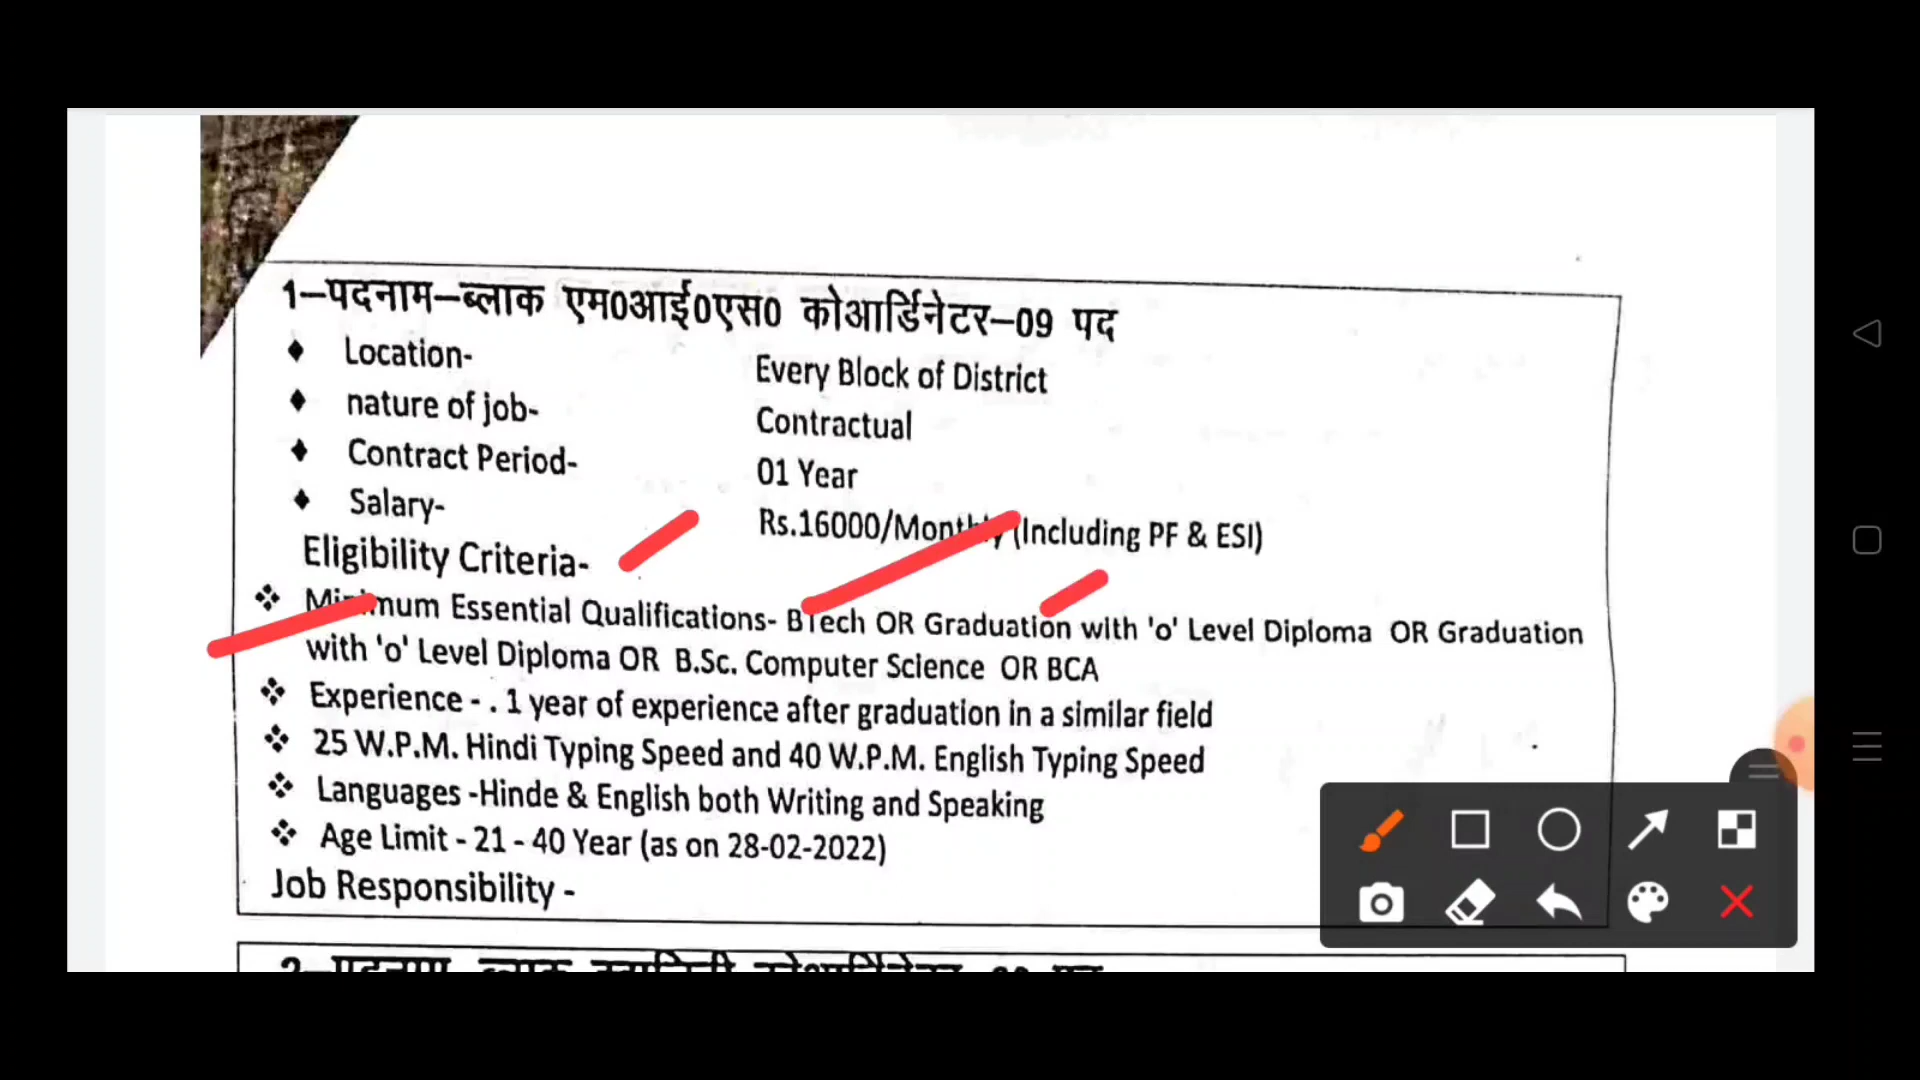 1—पदनाम—ब्लाक एम0आई0एस0 कोआर्डिनेटर—09 पद
♦ Location- Every Block of District
♦ nature of job- Contractual
♦ Contract Period- 01 Year
♦ Salary- Rs.16000/Monthly (Including PF & ESI)
Eligibility Criteria-
❖ Minimum Essential Qualifications- BTech OR Graduation with 'o' Level Diploma OR Graduation
with 'o' Level Diploma OR B.Sc. Computer Science OR BCA
❖ Experience - . 1 year of experience after graduation in a similar field
❖ 25 W.P.M. Hindi Typing Speed and 40 W.P.M. English Typing Speed
❖ Languages -Hinde & English both Writing and Speaking
❖ Age Limit - 21 - 40 Year (as on 28-02-2022)
Job Responsibility -